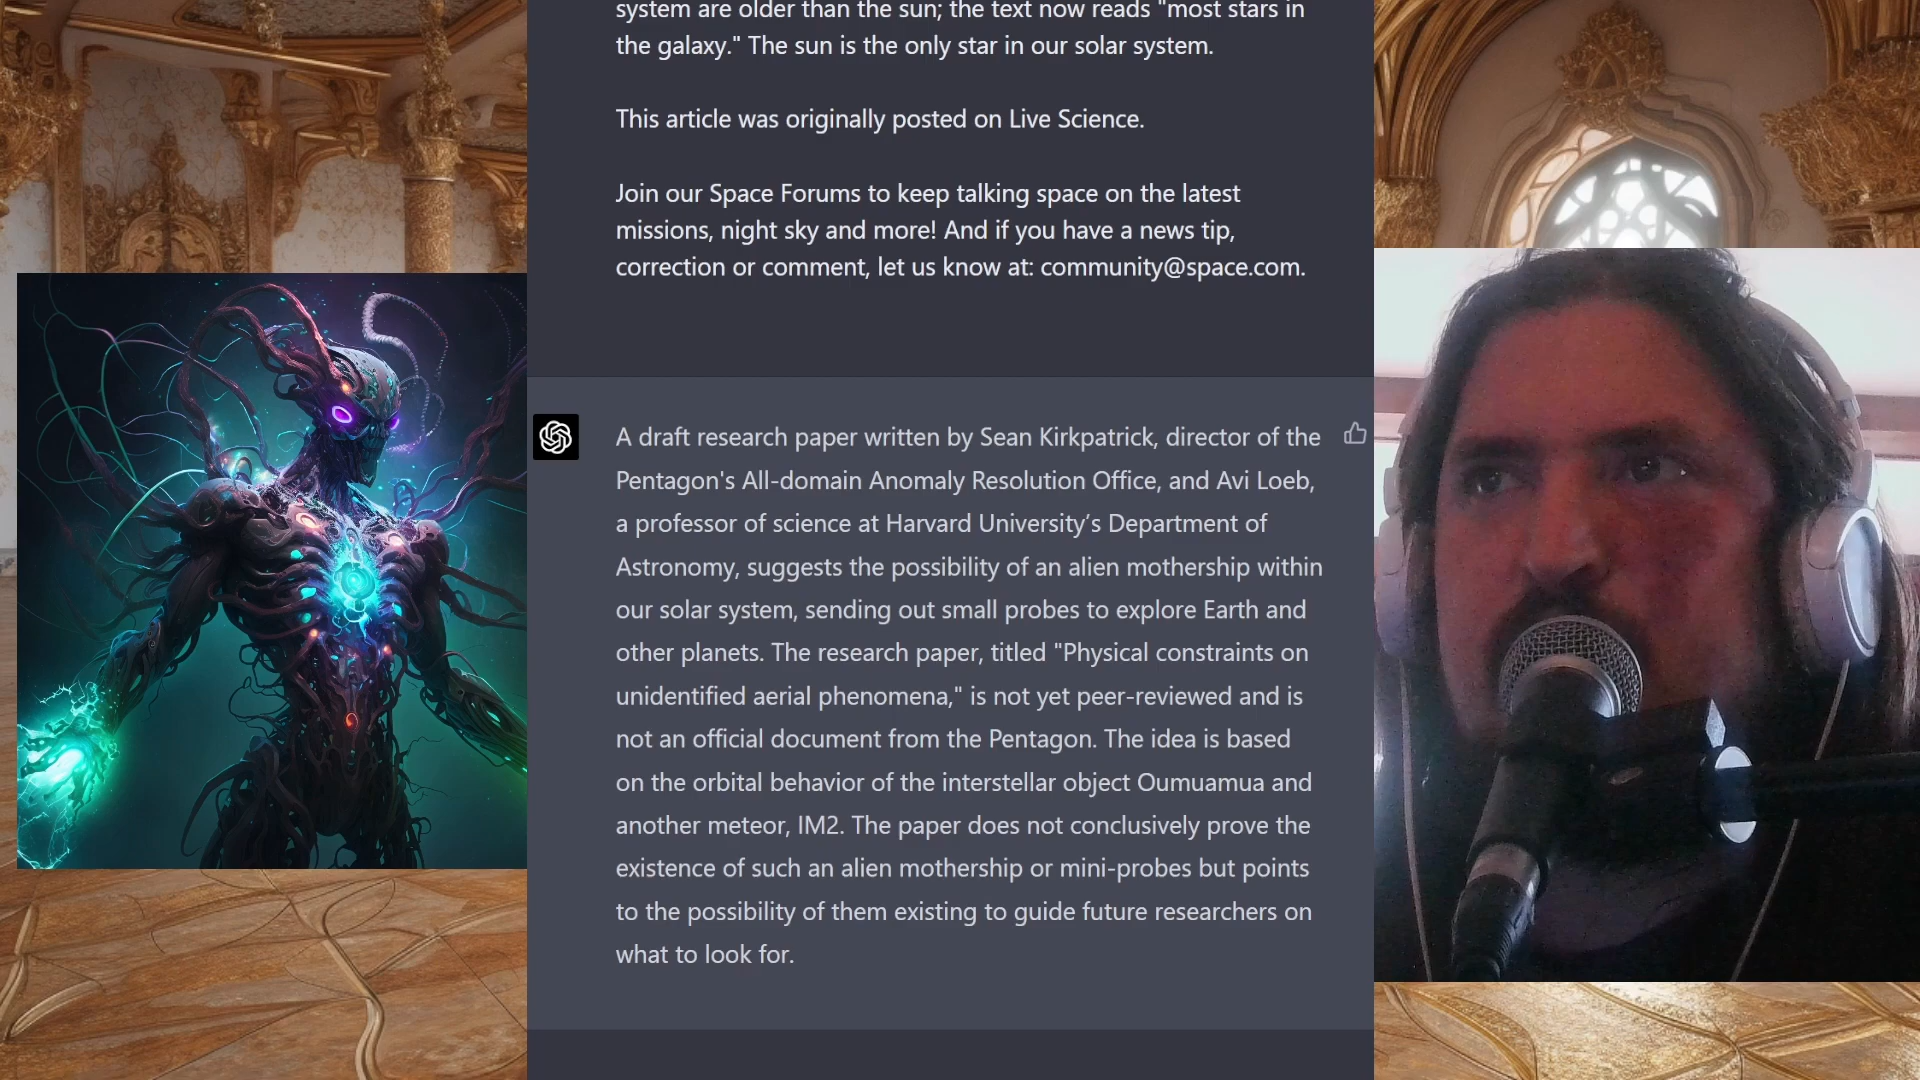 system are older than the sun; the text now reads "most stars in
the galaxy." The sun is the only star in our solar system.
This article was originally posted on Live Science.
Join our Space Forums to keep talking space on the latest
missions, night sky and more! And if you have a news tip,
correction or comment, let us know at: community@space.com.
A draft research paper written by Sean Kirkpatrick, director of the
Pentagon's All-domain Anomaly Resolution Office, and Avi Loeb,
a professor of science at Harvard University’s Department of
Astronomy, suggests the possibility of an alien mothership within
our solar system, sending out small probes to explore Earth and
other planets. The research paper, titled "Physical constraints on
unidentified aerial phenomena," is not yet peer-reviewed and is
not an official document from the Pentagon. The idea is based
on the orbital behavior of the interstellar object Oumuamua and
another meteor, IM2. The paper does not conclusively prove the
existence of such an alien mothership or mini-probes but points
to the possibility of them existing to guide future researchers on
what to look for.